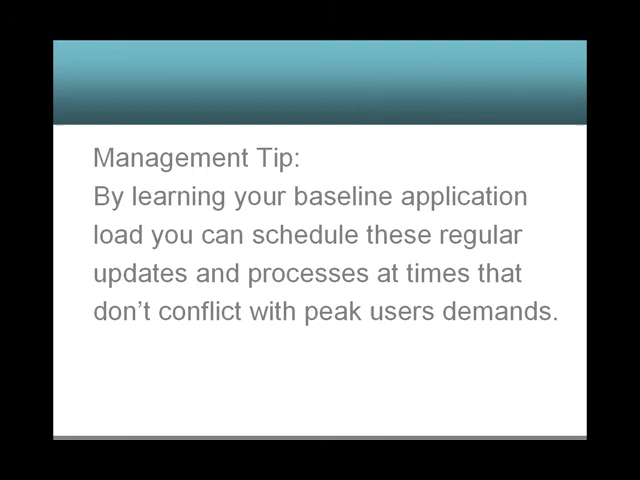 Management Tip:
By learning your baseline application
load you can schedule these regular
updates and processes at times that
don’t conflict with peak users demands.